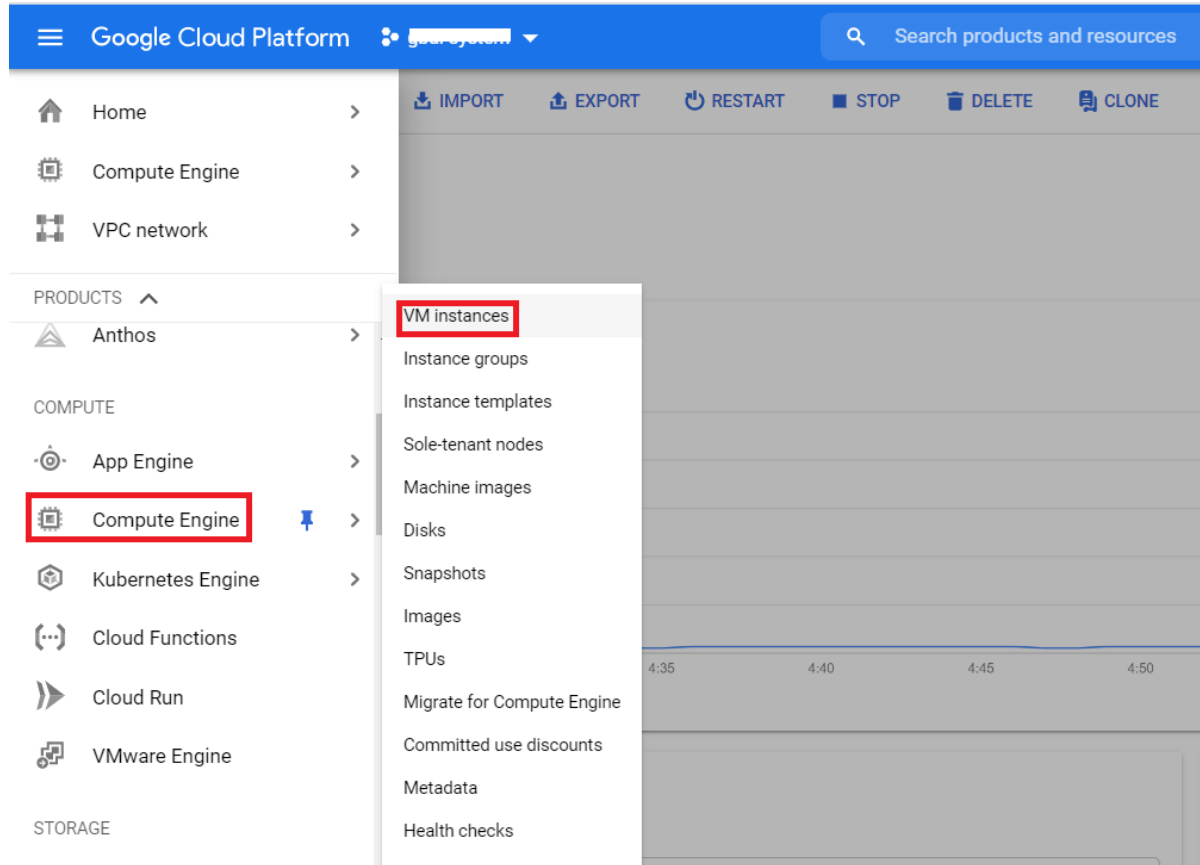 Google Cloud Platform
Search products and resources
IMPORT
EXPORT
RESTART
STOP
DELETE
CLONE
Home
Compute Engine
VPC network
PRODUCTS
Anthos
COMPUTE
App Engine
Compute Engine
Kubernetes Engine
Cloud Functions
Cloud Run
VMware Engine
STORAGE
VM instances
Instance groups
Instance templates
Sole-tenant nodes
Machine images
Disks
Snapshots
Images
TPUs
Migrate for Compute Engine
Committed use discounts
Metadata
Health checks
4:35
4:40
4:45
4:50